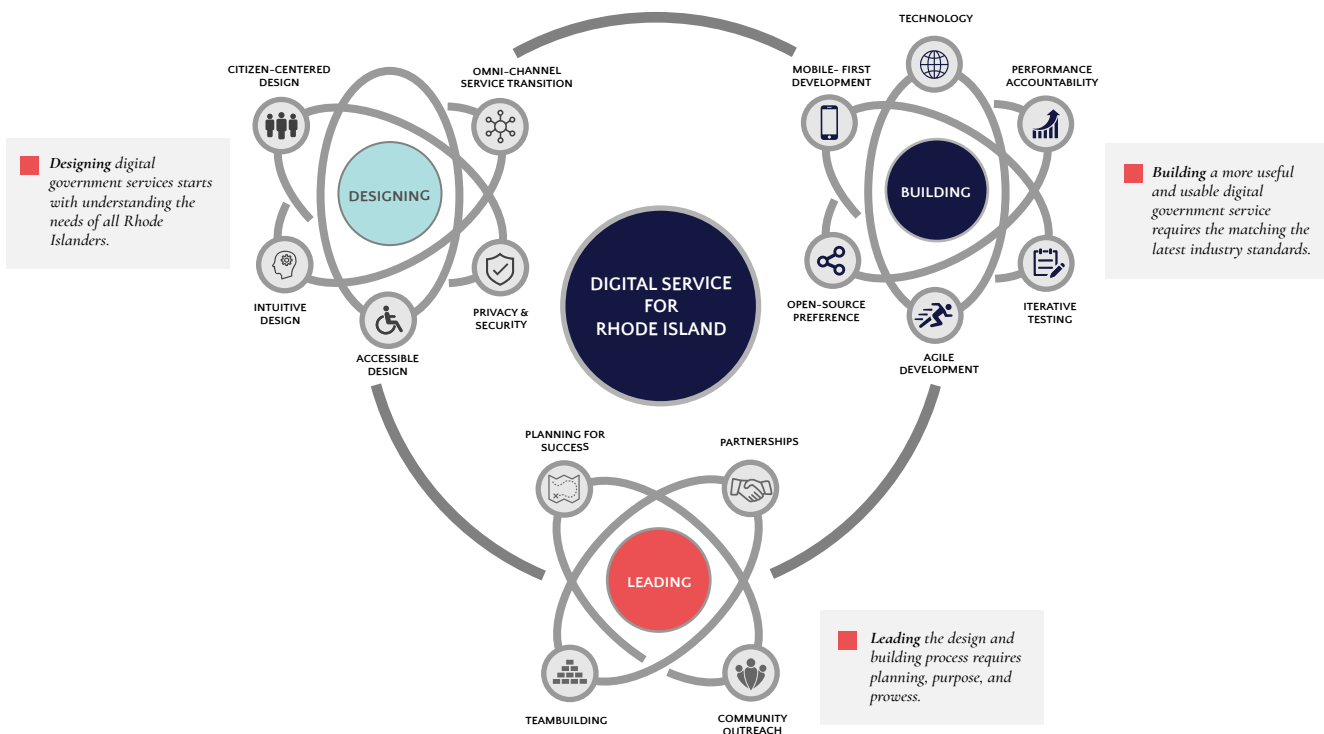 CITIZEN-CENTERED
DESIGN
OMNI-CHANNEL
SERVICE TRANSITION
Designing digital
government services starts
with understanding the
needs of all Rhode
Islanders.
DESIGNING
INTUITIVE
DESIGN
PRIVACY &
SECURITY
ACCESSIBLE
DESIGN
DIGITAL SERVICE
FOR
RHODE ISLAND
TECHNOLOGY
MOBILE- FIRST
DEVELOPMENT
PERFORMANCE
ACCOUNTABILITY
BUILDING
Building a more useful
and usable digital
government service
requires the matching the
latest industry standards.
OPEN-SOURCE
PREFERENCE
ITERATIVE
TESTING
AGILE
DEVELOPMENT
PLANNING FOR
SUCCESS
PARTNERSHIPS
LEADING
Leading the design and
building process requires
planning, purpose, and
prowess.
TEAMBUILDING
COMMUNITY
OUTREACH